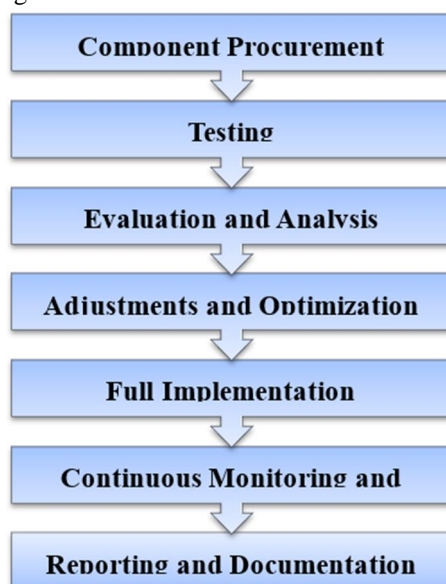 Component Procurement
Testing
Evaluation and Analysis
Adjustments and Optimization
Full Implementation
Continuous Monitoring and
Reporting and Documentation